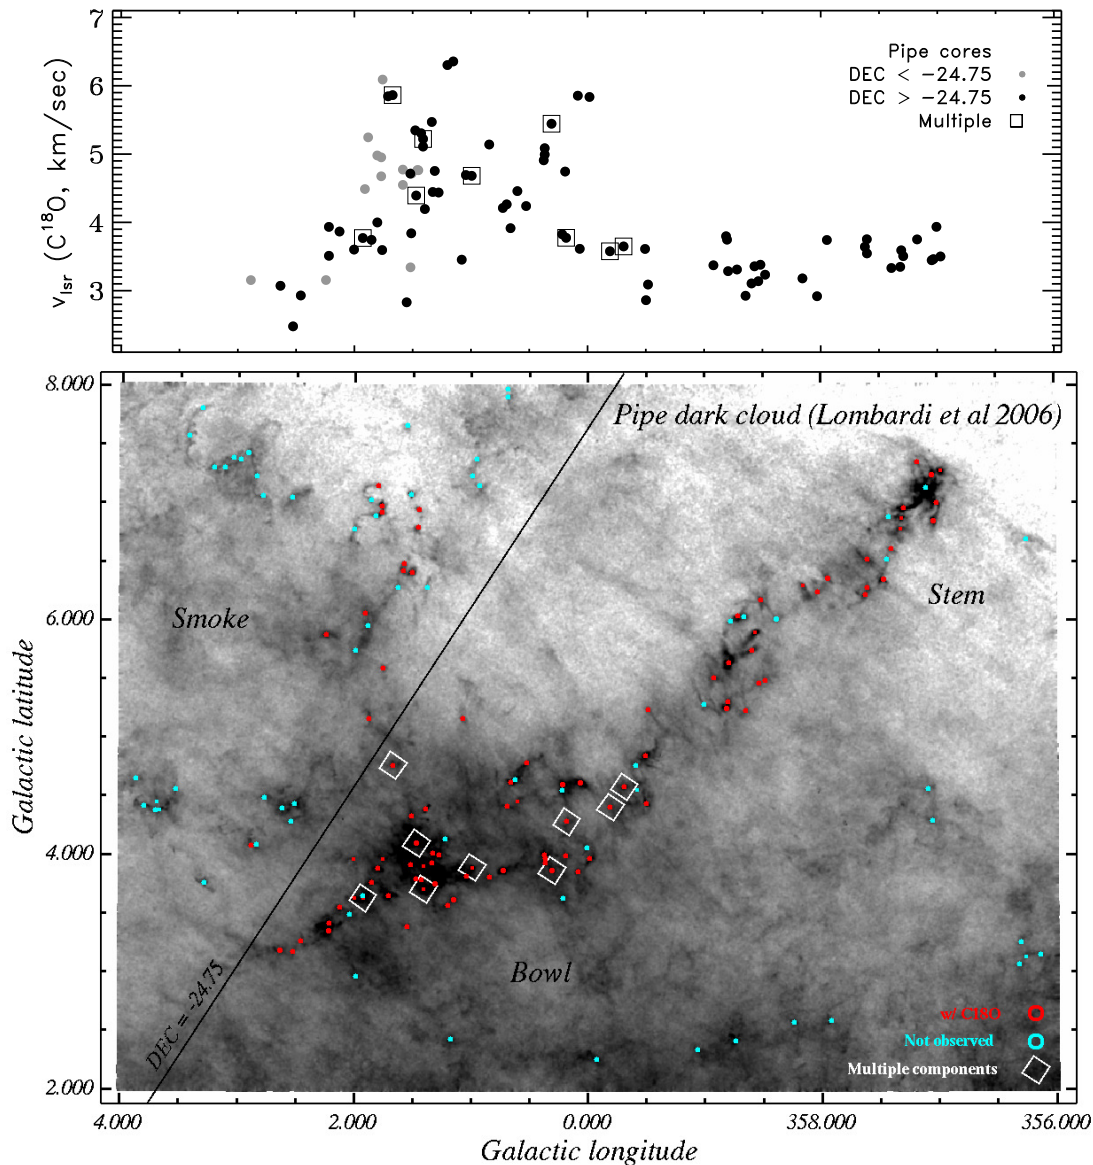 7
6
5
4
3
v_lsr (C^18O, km/sec)
Pipe cores
DEC < -24.75
DEC > -24.75
Multiple
8.000
6.000
4.000
2.000
Galactic latitude
Pipe dark cloud (Lombardi et al 2006)
Smoke
Stem
Bowl
DEC = -24.75
w/ C18O
Not observed
Multiple components
4.000 2.000 0.000 358.000 356.000
Galactic longitude